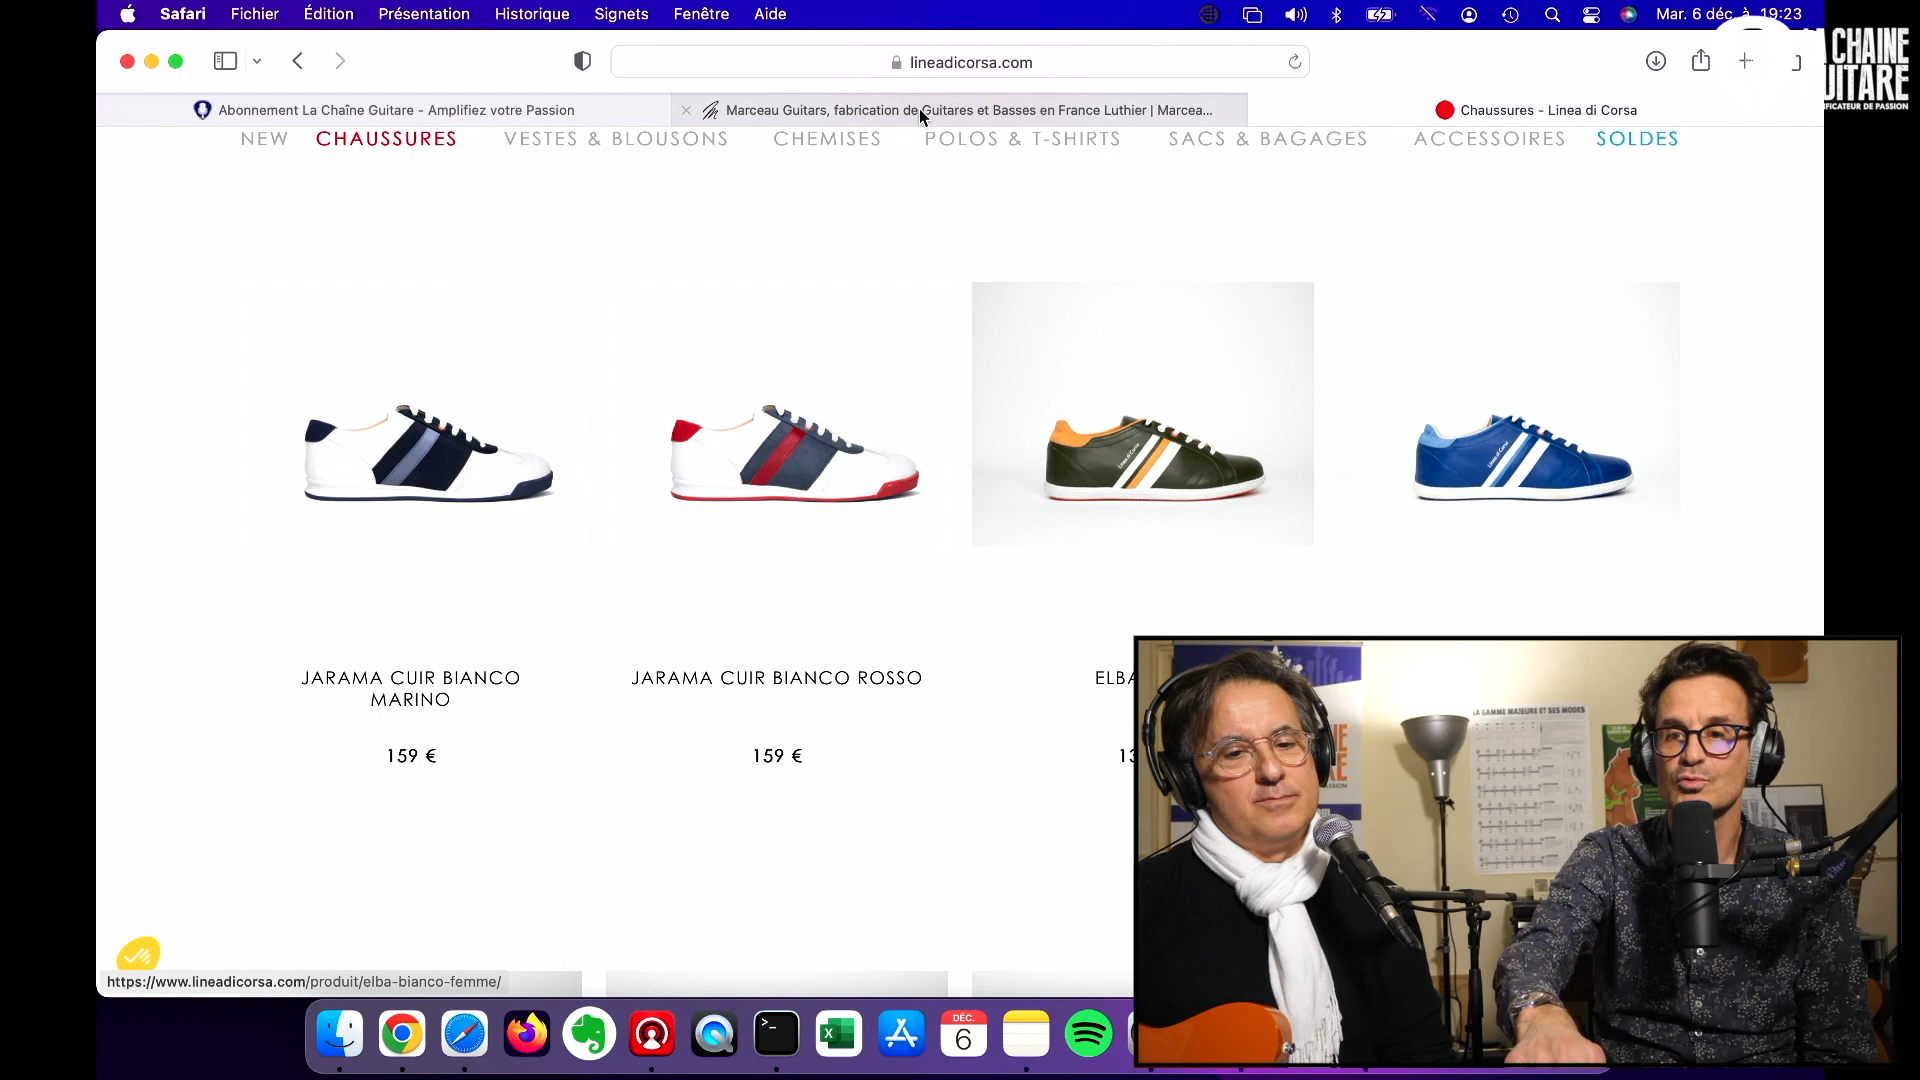 Safari Fichier Édition Présentation Historique Signets Fenêtre Aide
Mar. 6 déc. à 19:23
CHAINE
lineadicorsa.com
Abonnement La Chaîne Guitare - Amplifiez votre Passion
Marceau Guitars, fabrication de Guitares et Basses en France Luthier | Marcea...
Chaussures - Linea di Corsa
NEW CHAUSSURES VESTES & BLOUSONS CHEMISES POLOS & T-SHIRTS SACS & BAGAGES ACCESSOIRES SOLDES
JARAMA CUIR BIANCO
MARINO
159 €
JARAMA CUIR BIANCO ROSSO
159 €
LA GAMME MAJEURE ET SES MODES
https://www.lineadicorsa.com/produit/elba-bianco-femme/
DÉC.
6